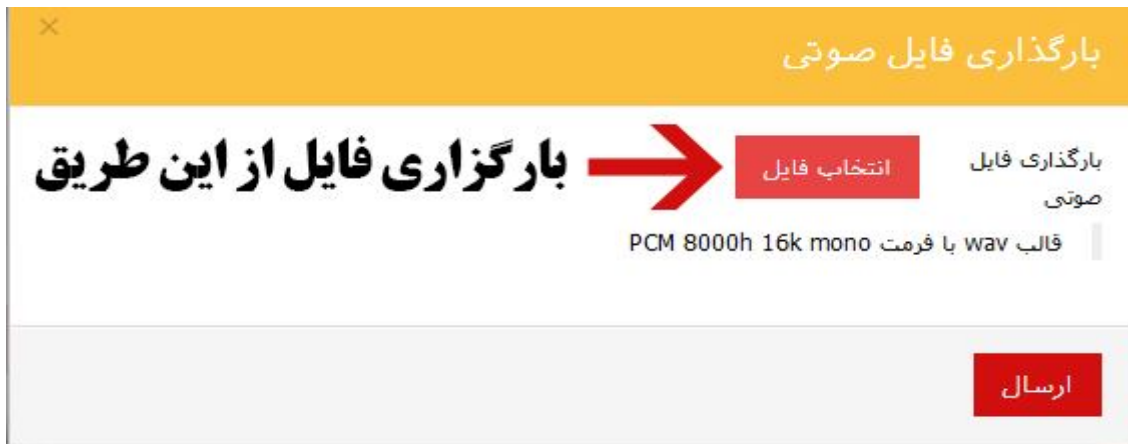 ×
بارگذاری فایل صوتی
بارگذاری فایل
صوتی
انتخاب فایل
بارگزاری فایل از این طریق
قالب wav با فرمت PCM 8000h 16k mono
ارسال